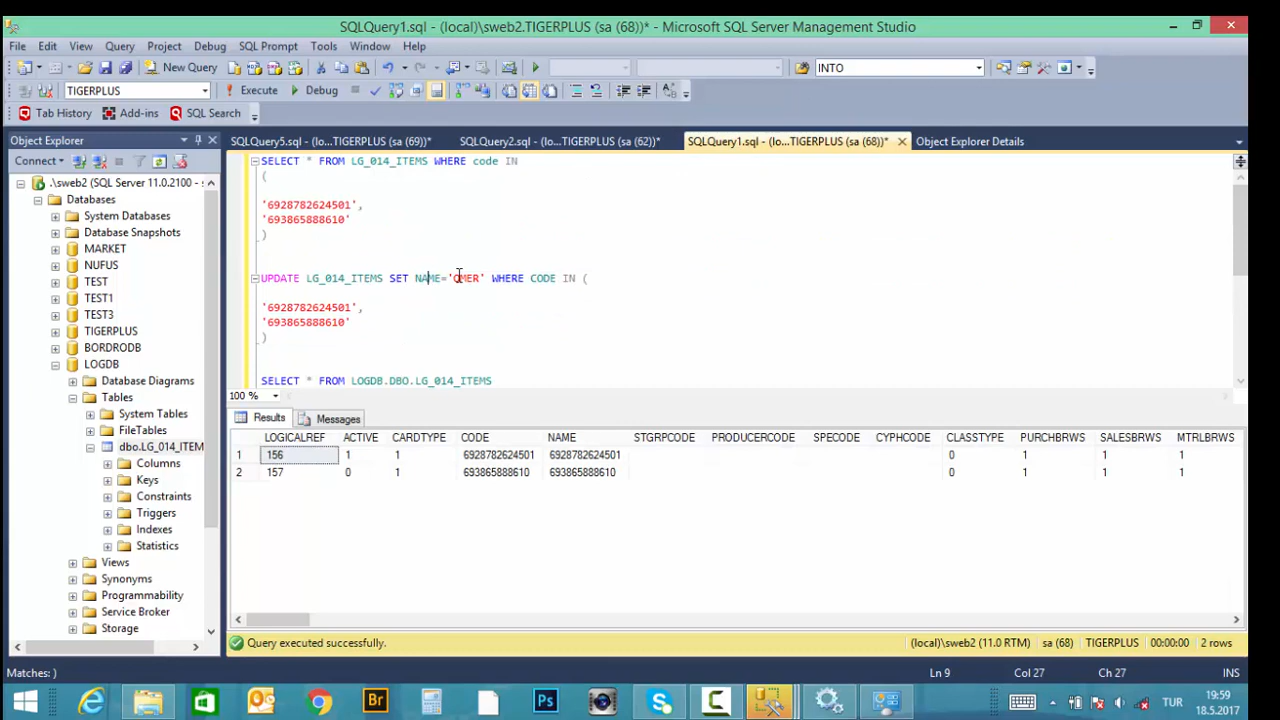 SQLQuery1.sql - (local)\sweb2.TIGERPLUS (sa (68))* - Microsoft SQL Server Management Studio
File Edit View Query Project Debug SQL Prompt Tools Window Help
New Query INTO
TIGERPLUS Execute Debug
Tab History Add-ins SQL Search
Object Explorer
SQLQuery5.sql - (lo...TIGERPLUS (sa (69))* SQLQuery2.sql - (lo...TIGERPLUS (sa (62))* SQLQuery1.sql - (lo...TIGERPLUS (sa (68))* Object Explorer Details
Connect
.\sweb2 (SQL Server 11.0.2100 - s
Databases
System Databases
Database Snapshots
MARKET
NUFUS
TEST
TEST1
TEST3
TIGERPLUS
BORDRODB
LOGDB
Database Diagrams
Tables
System Tables
FileTables
dbo.LG_014_ITEM
Columns
Keys
Constraints
Triggers
Indexes
Statistics
Views
Synonyms
Programmability
Service Broker
Storage
SELECT * FROM LG_014_ITEMS WHERE code IN
(
'6928782624501',
'693865888610'
)
UPDATE LG_014_ITEMS SET NAME='OMER' WHERE CODE IN (
'6928782624501',
'693865888610'
)
SELECT * FROM LOGDB.DBO.LG_014_ITEMS
100 %
Results Messages
LOGICALREF ACTIVE CARDTYPE CODE NAME STGRPCODE PRODUCERCODE SPECODE CYPHCODE CLASSTYPE PURCHBRWS SALESBRWS MTRLBRWS
1 156 1 1 6928782624501 6928782624501 0 1 1 1
2 157 0 1 693865888610 693865888610 0 1 1 1
Query executed successfully. (local)\sweb2 (11.0 RTM) sa (68) TIGERPLUS 00:00:00 2 rows
Matches: ) Ln 9 Col 27 Ch 27 INS
Br Ps TUR 19:59
18.5.2017